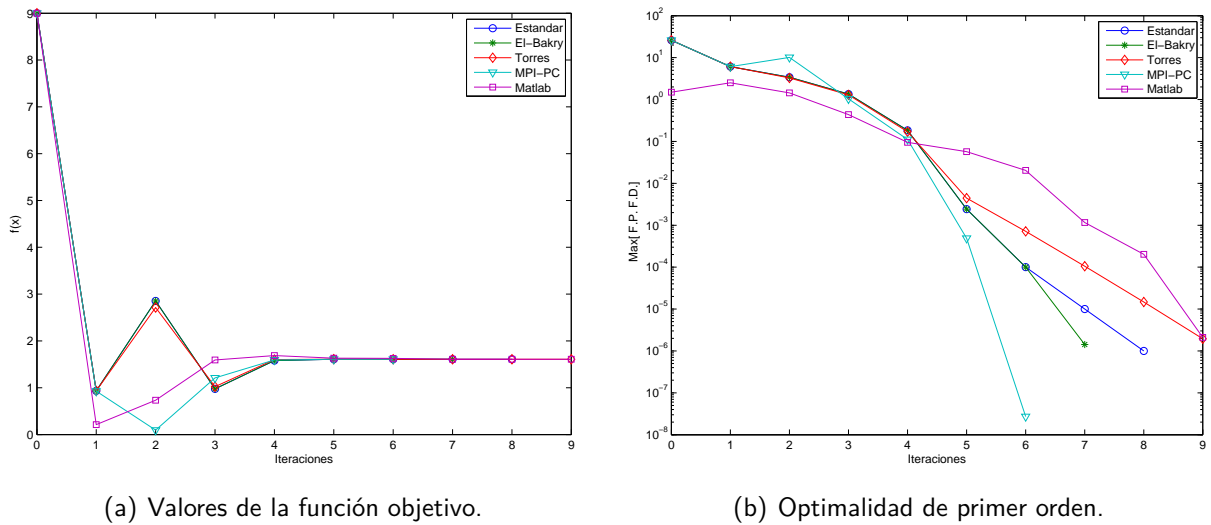 9
8
7
6
5
4
3
2
1
0
f(x)
0 1 2 3 4 5 6 7 8 9
Iteraciones
Estandar
El−Bakry
Torres
MPI−PC
Matlab
(a) Valores de la función objetivo.
10^2
10^1
10^0
10^−1
10^−2
10^−3
10^−4
10^−5
10^−6
10^−7
10^−8
Max[ F.P. F.D.]
0 1 2 3 4 5 6 7 8 9
Iteraciones
Estandar
El−Bakry
Torres
MPI−PC
Matlab
(b) Optimalidad de primer orden.